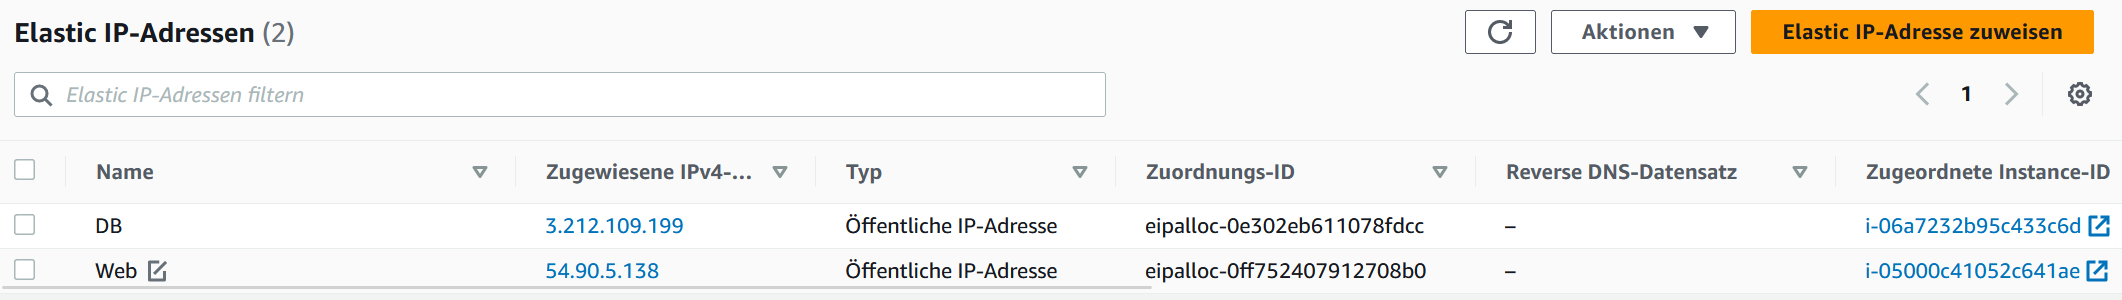 Elastic IP-Adressen (2)
Aktionen
Elastic IP-Adresse zuweisen
Elastic IP-Adressen filtern
1
Name Zugewiesene IPv4-... Typ Zuordnungs-ID Reverse DNS-Datensatz Zugeordnete Instance-ID
DB 3.212.109.199 Öffentliche IP-Adresse eipalloc-0e302eb611078fdcc – i-06a7232b95c433c6d
Web 54.90.5.138 Öffentliche IP-Adresse eipalloc-0ff752407912708b0 – i-05000c41052c641ae